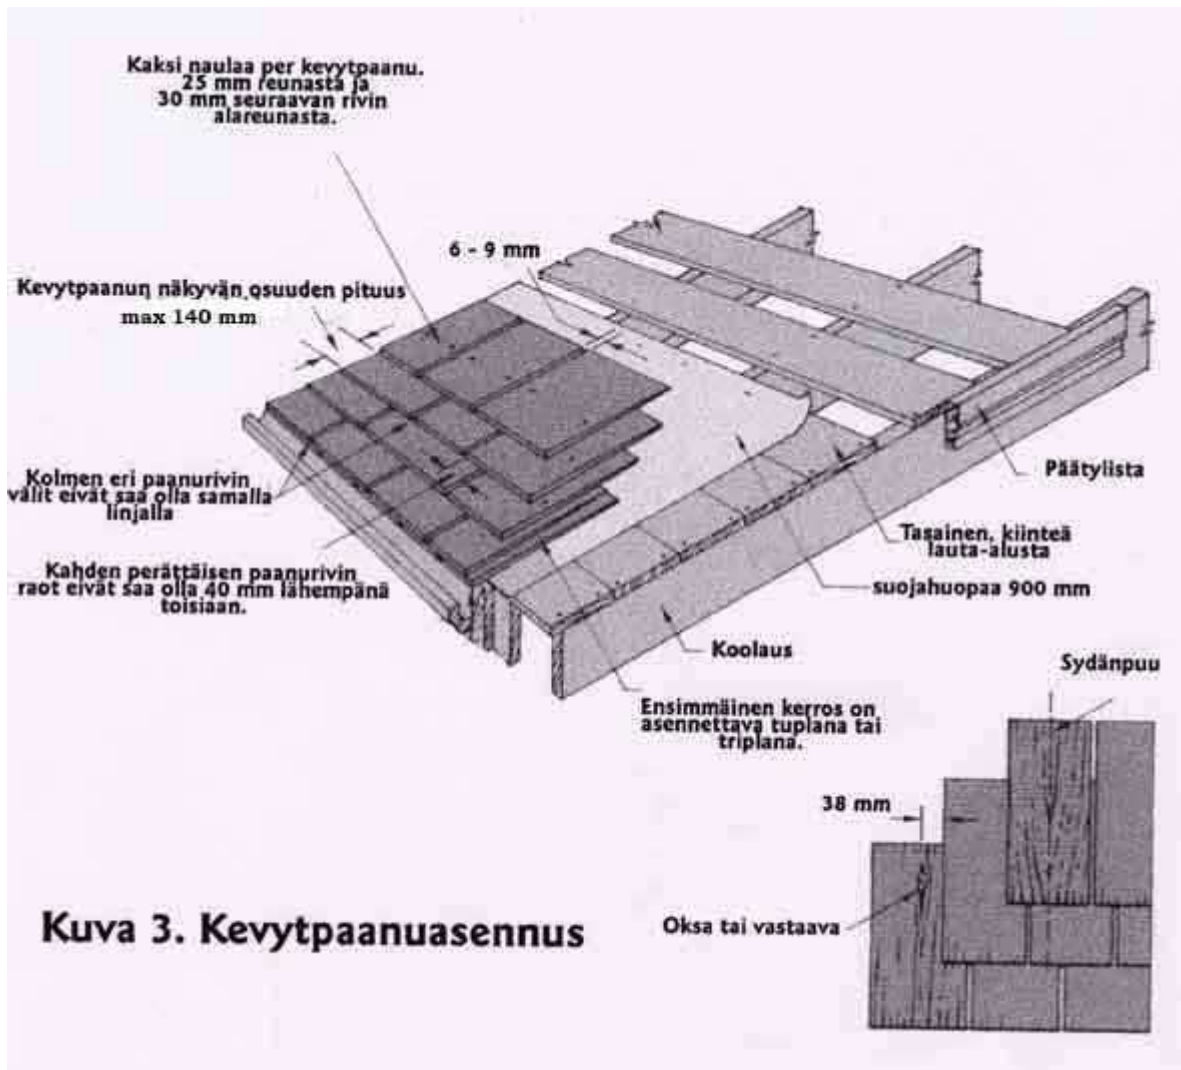 Kaksi naulaa per kevytpaanu.
25 mm reunasta ja
30 mm seuraavan rivin
alareunasta.
6 - 9 mm
Kevytpaanun näkyvän osuuden pituus
max 140 mm
Kolmen eri paanurivin
välit eivät saa olla samalla
linjalla
Päätylista
Tasainen, kiinteä
lauta-alusta
Kahden perättäisen paanurivin
raot eivät saa olla 40 mm lähempänä
toisiaan.
suojahuopaa 900 mm
Koolaus
Sydänpuu
Ensimmäinen kerros on
asennettava tuplana tai
triplana.
38 mm
Oksa tai vastaava
Kuva 3. Kevytpaanuasennus